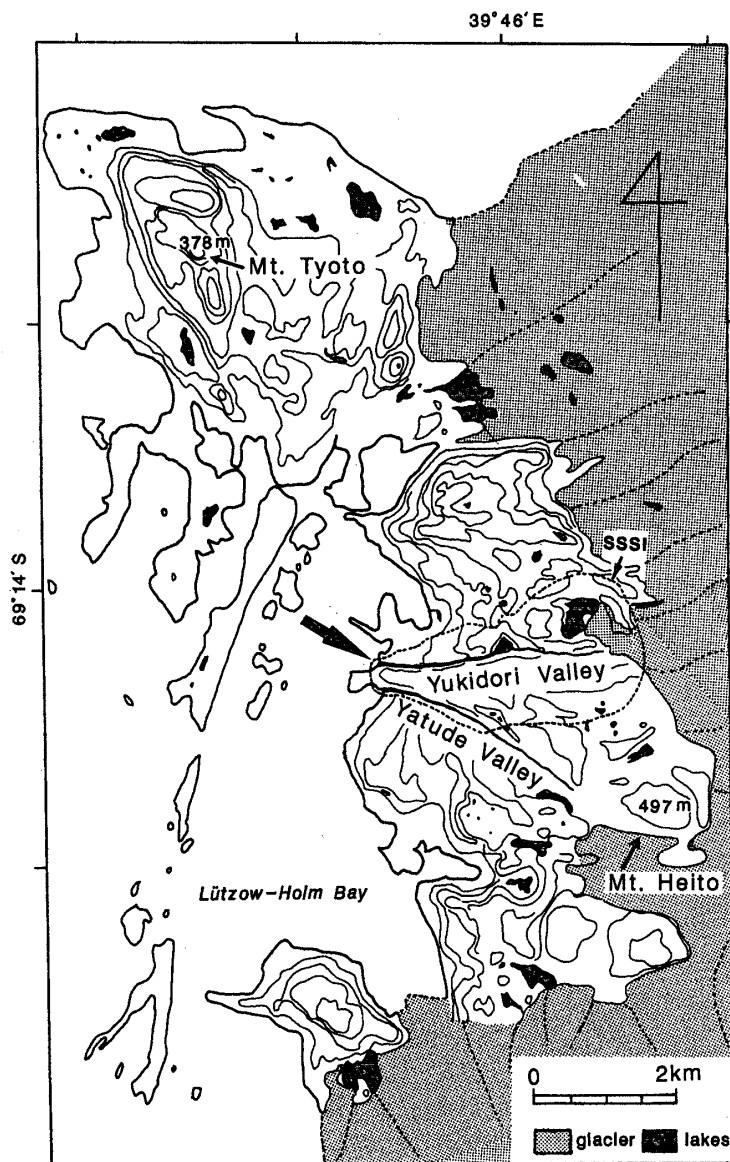 39°46′E
378m
Mt. Tyoto
SSSI
69°14′S
Yukidori Valley
Yatude Valley
497m
Mt. Heito
Lützow-Holm Bay
0 2km
glacier lakes